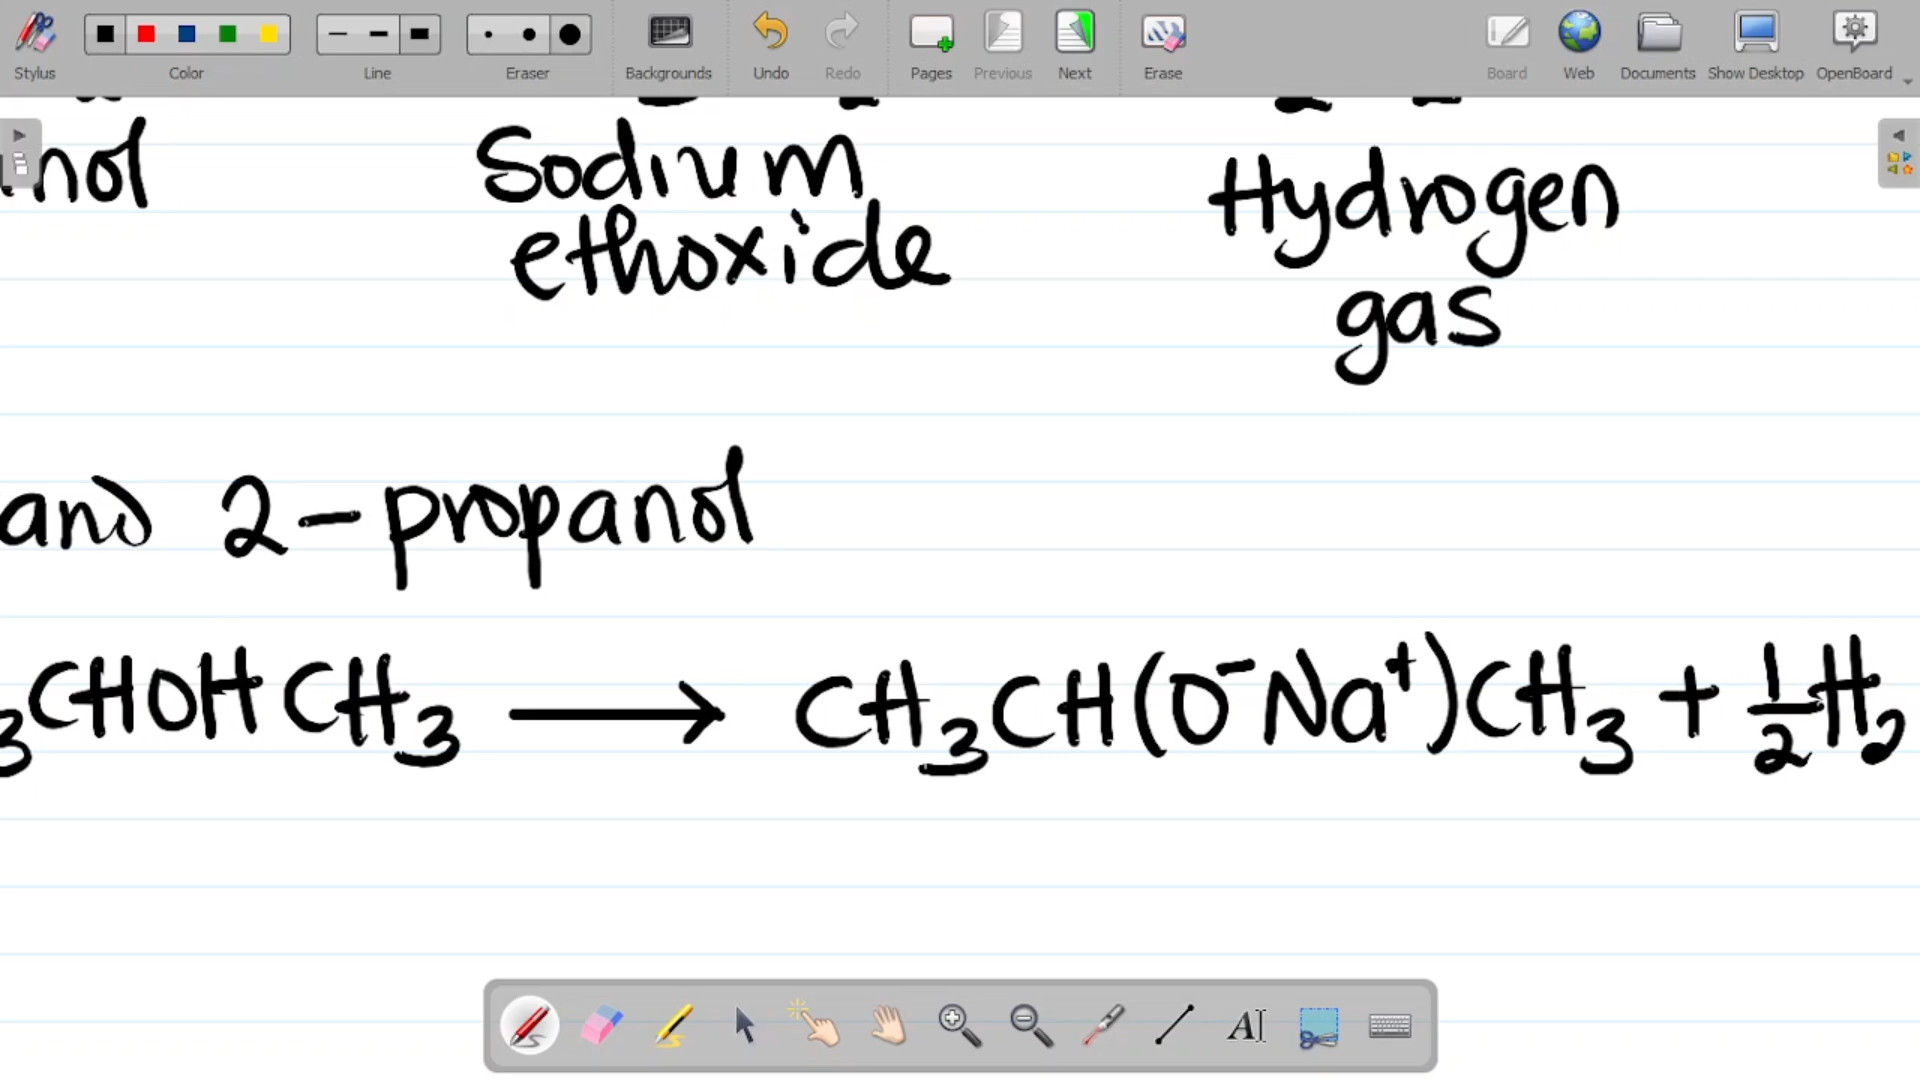 Stylus Color Line Eraser Backgrounds Undo Redo Pages Previous Next Erase Board Web Documents Show Desktop OpenBoard
nol Sodium Hydrogen
ethoxide gas
and 2-propanol
₃CHOHCH₃ ⟶ CH₃CH(O⁻Na⁺)CH₃ + ½H₂